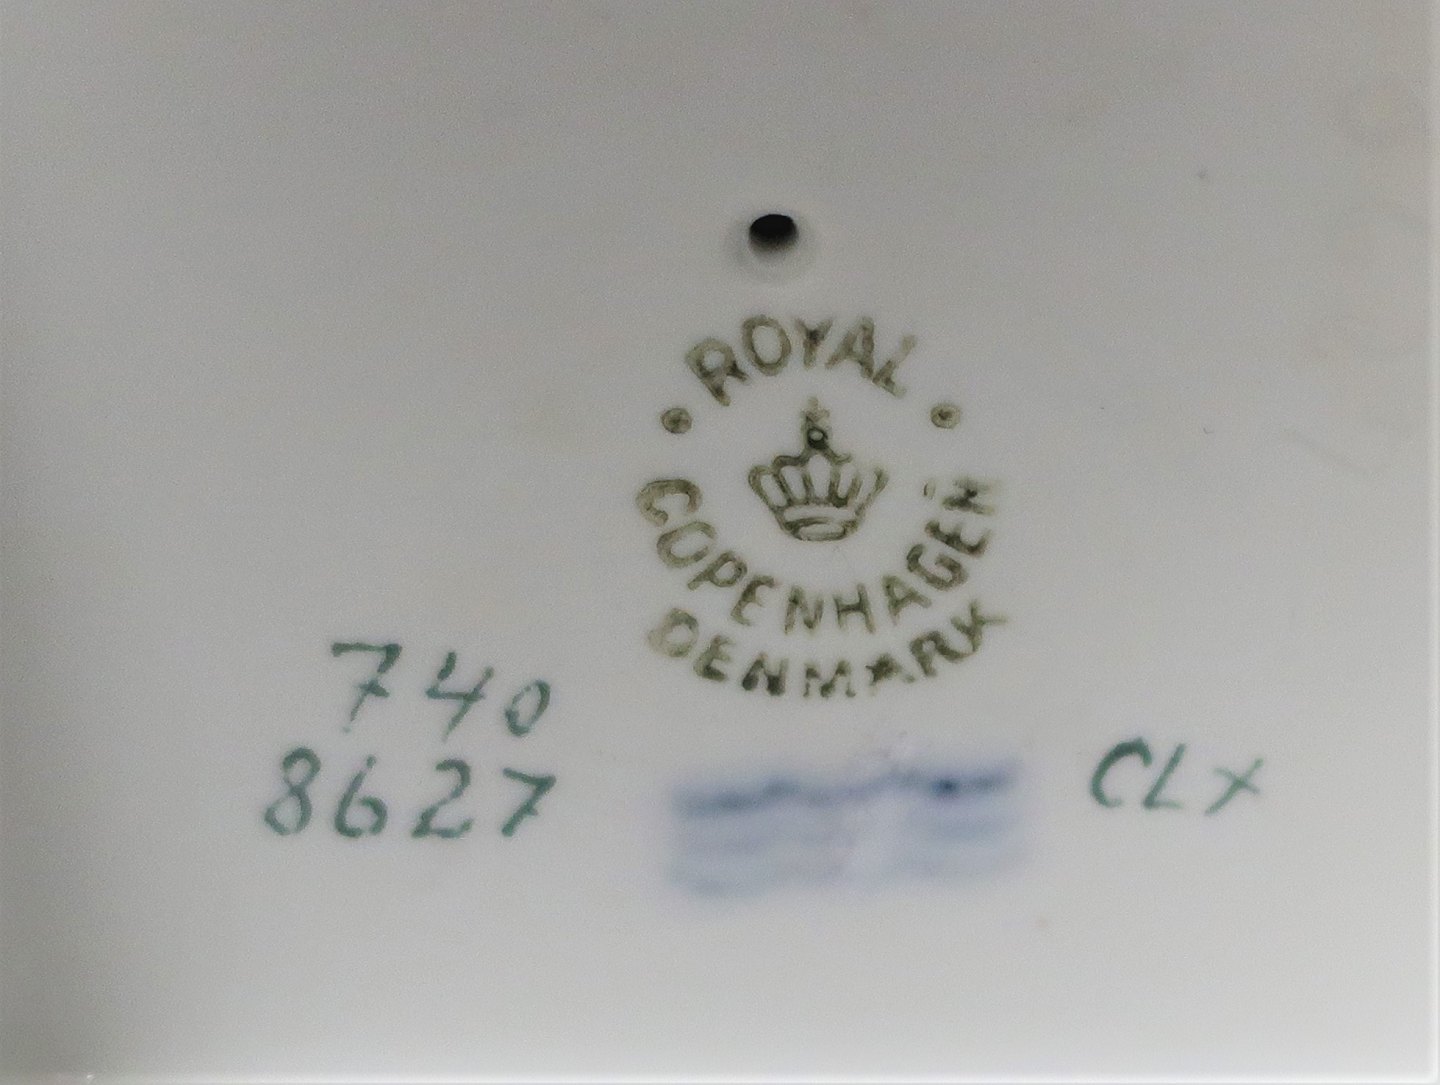 • ROYAL •
COPENHAGEN
DENMARK
740
8627
CLX